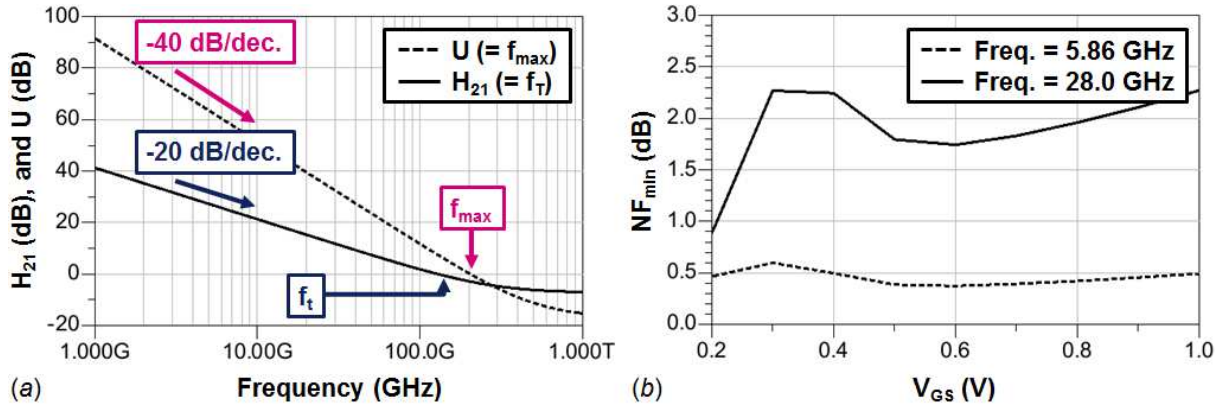 H21 (dB), and U (dB)
100
80
60
40
20
0
-20
-40 dB/dec.
-20 dB/dec.
U (= fmax)
H21 (= fT)
fmax
ft
1.000G
10.00G
100.0G
1.000T
(a)
Frequency (GHz)
NFmin (dB)
3.0
2.5
2.0
1.5
1.0
0.5
0.0
Freq. = 5.86 GHz
Freq. = 28.0 GHz
0.2
0.4
0.6
0.8
1.0
(b)
VGS (V)